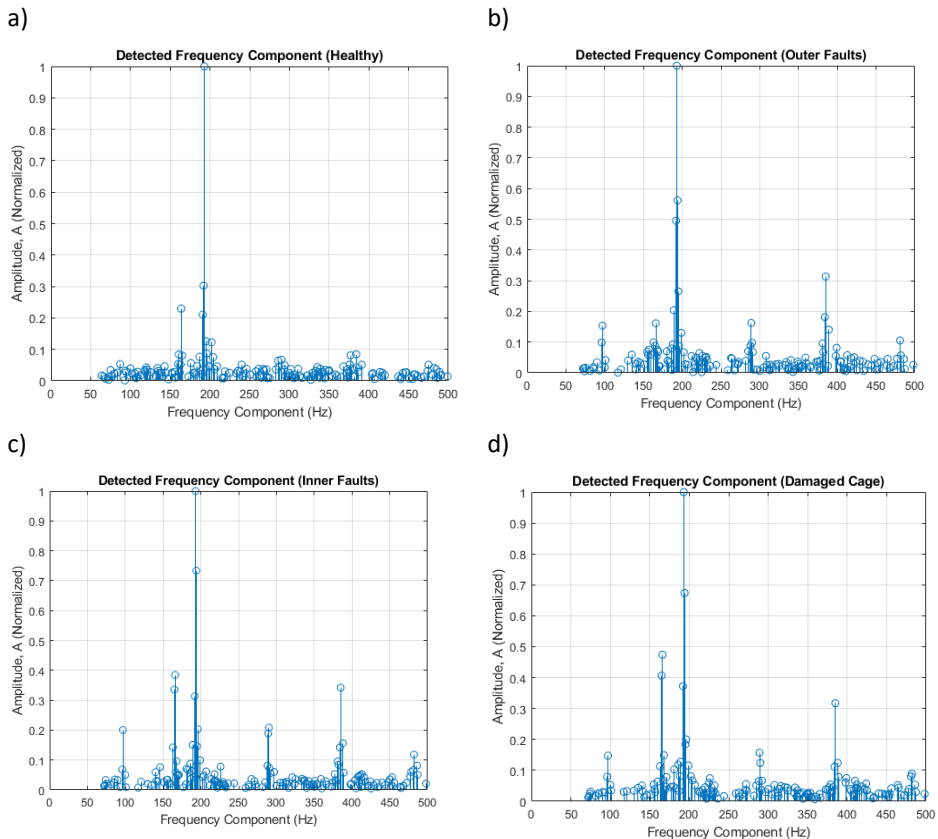 a)
Detected Frequency Component (Healthy)
1
0.9
0.8
0.7
0.6
0.5
0.4
0.3
0.2
0.1
0
Amplitude, A (Normalized)
0 50 100 150 200 250 300 350 400 450 500
Frequency Component (Hz)
b)
Detected Frequency Component (Outer Faults)
1
0.9
0.8
0.7
0.6
0.5
0.4
0.3
0.2
0.1
0
Amplitude, A (Normalized)
0 50 100 150 200 250 300 350 400 450 500
Frequency Component (Hz)
c)
Detected Frequency Component (Inner Faults)
1
0.9
0.8
0.7
0.6
0.5
0.4
0.3
0.2
0.1
0
Amplitude, A (Normalized)
0 50 100 150 200 250 300 350 400 450 500
Frequency Component (Hz)
d)
Detected Frequency Component (Damaged Cage)
1
0.9
0.8
0.7
0.6
0.5
0.4
0.3
0.2
0.1
0
Amplitude, A (Normalized)
0 50 100 150 200 250 300 350 400 450 500
Frequency Component (Hz)